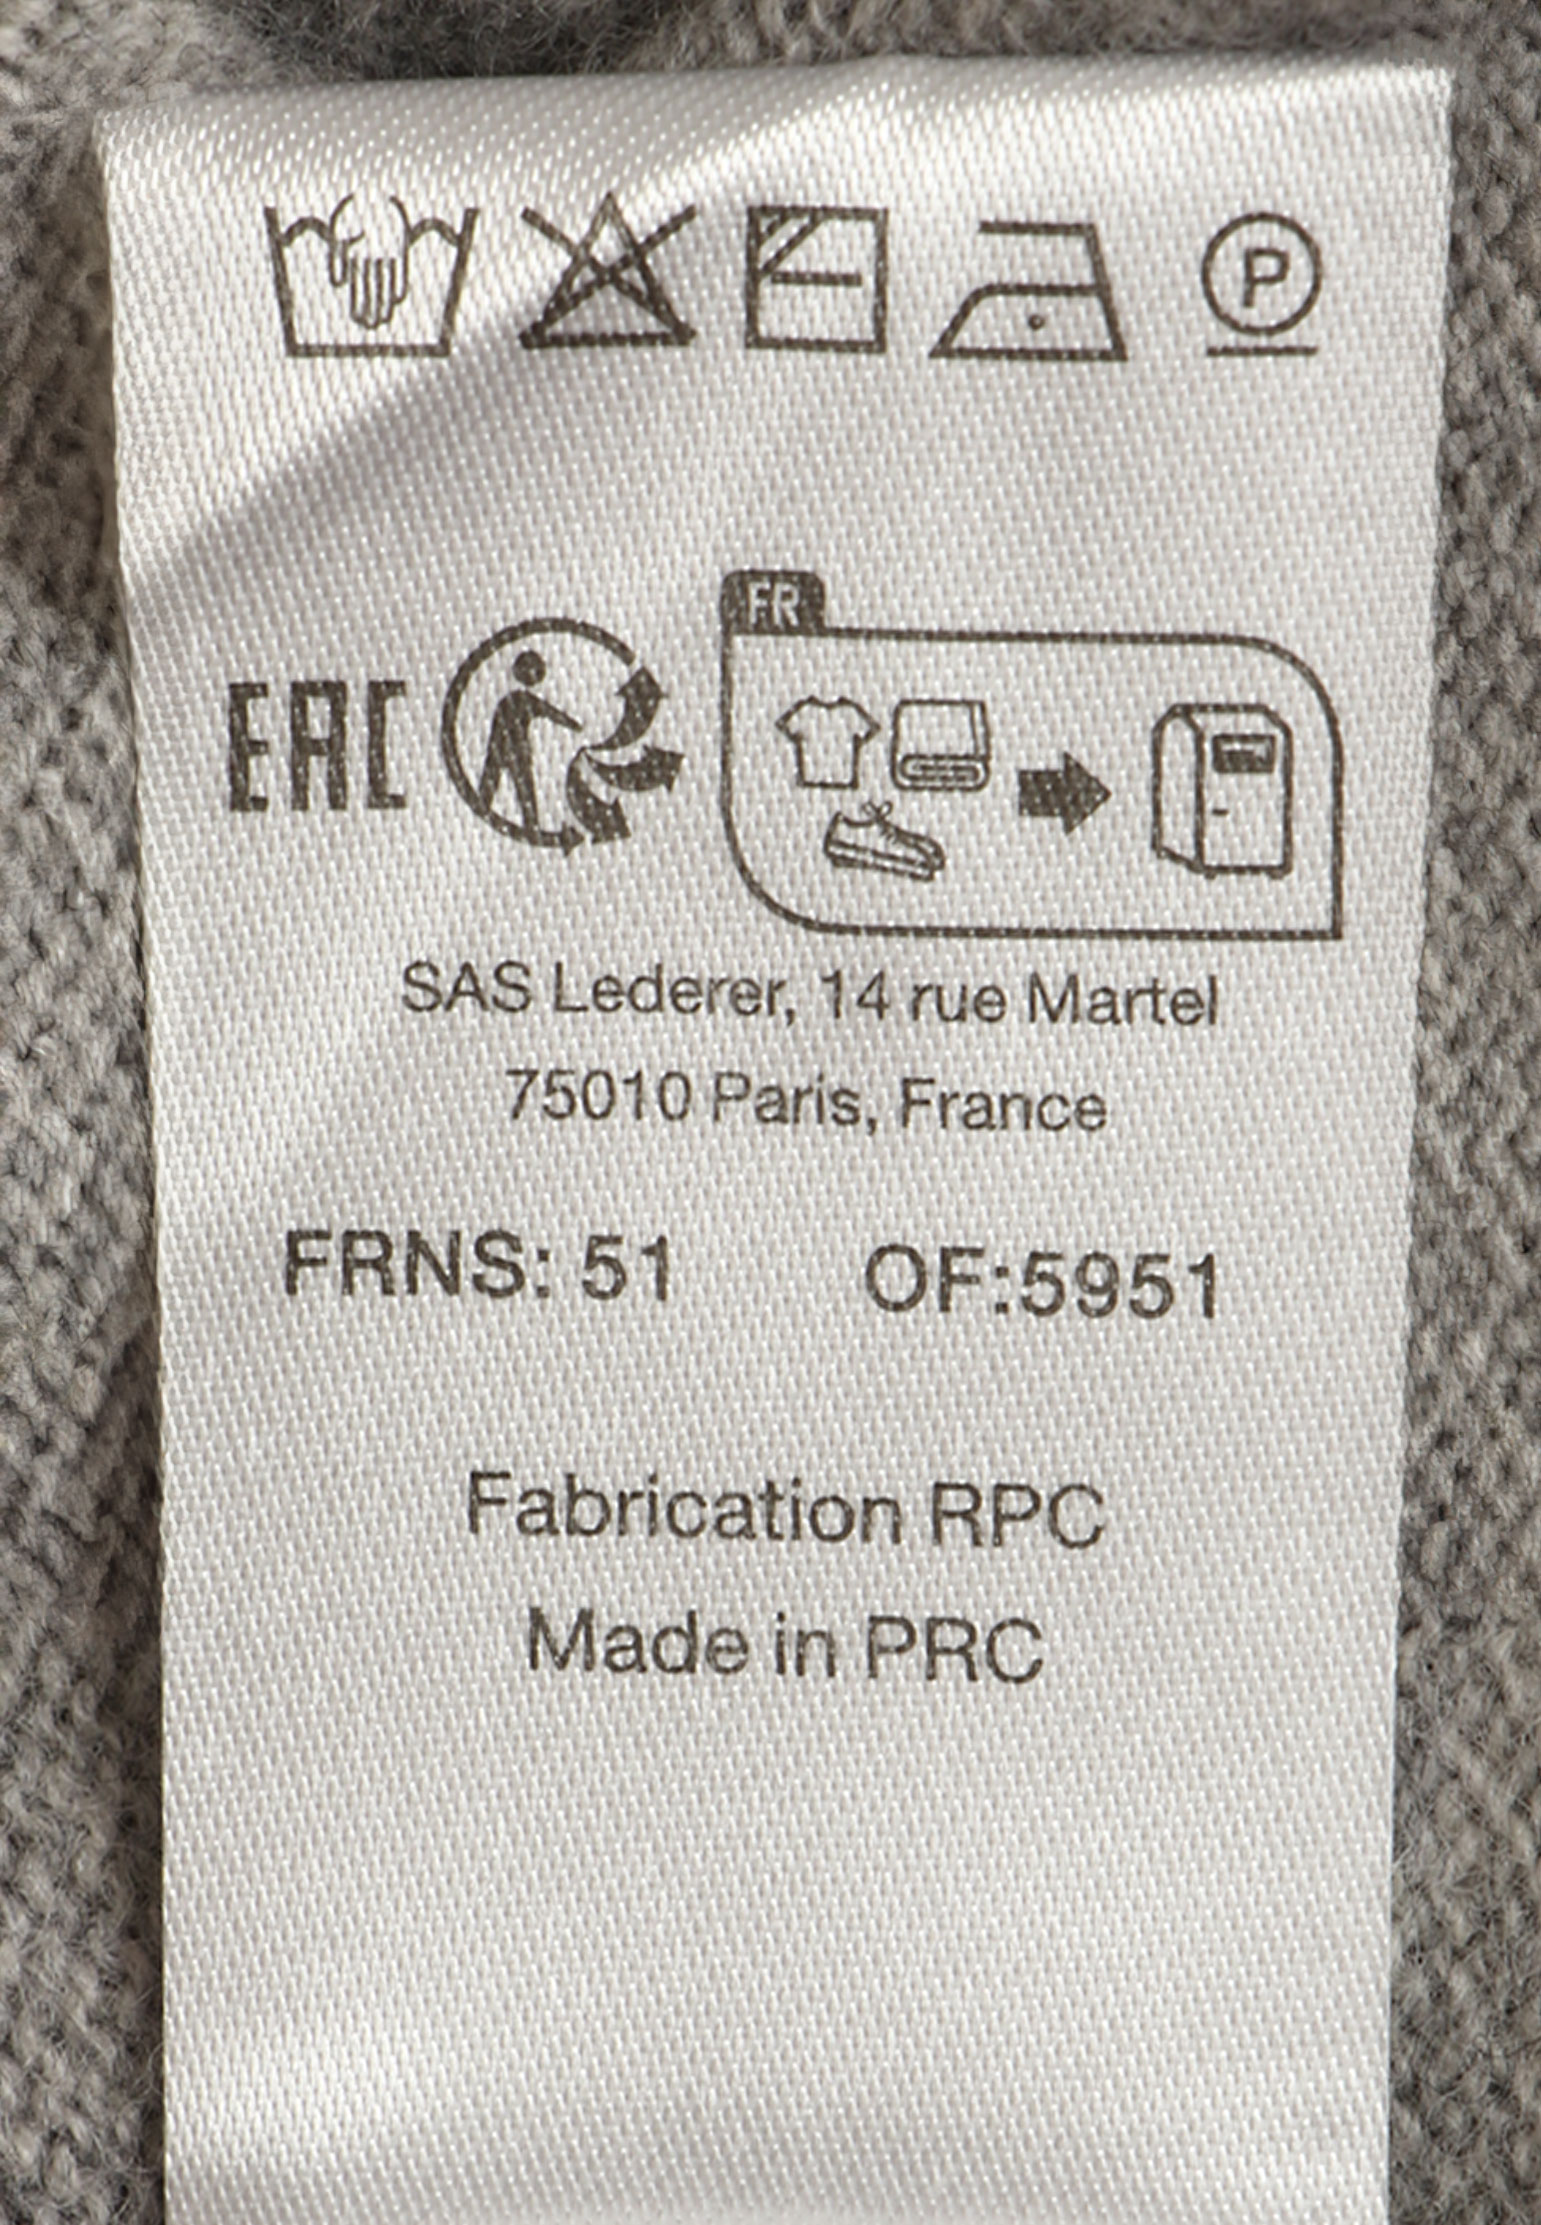 P
FR
EAC
SAS Lederer, 14 rue Martel
75010 Paris, France
FRNS: 51 OF:5951
Fabrication RPC
Made in PRC